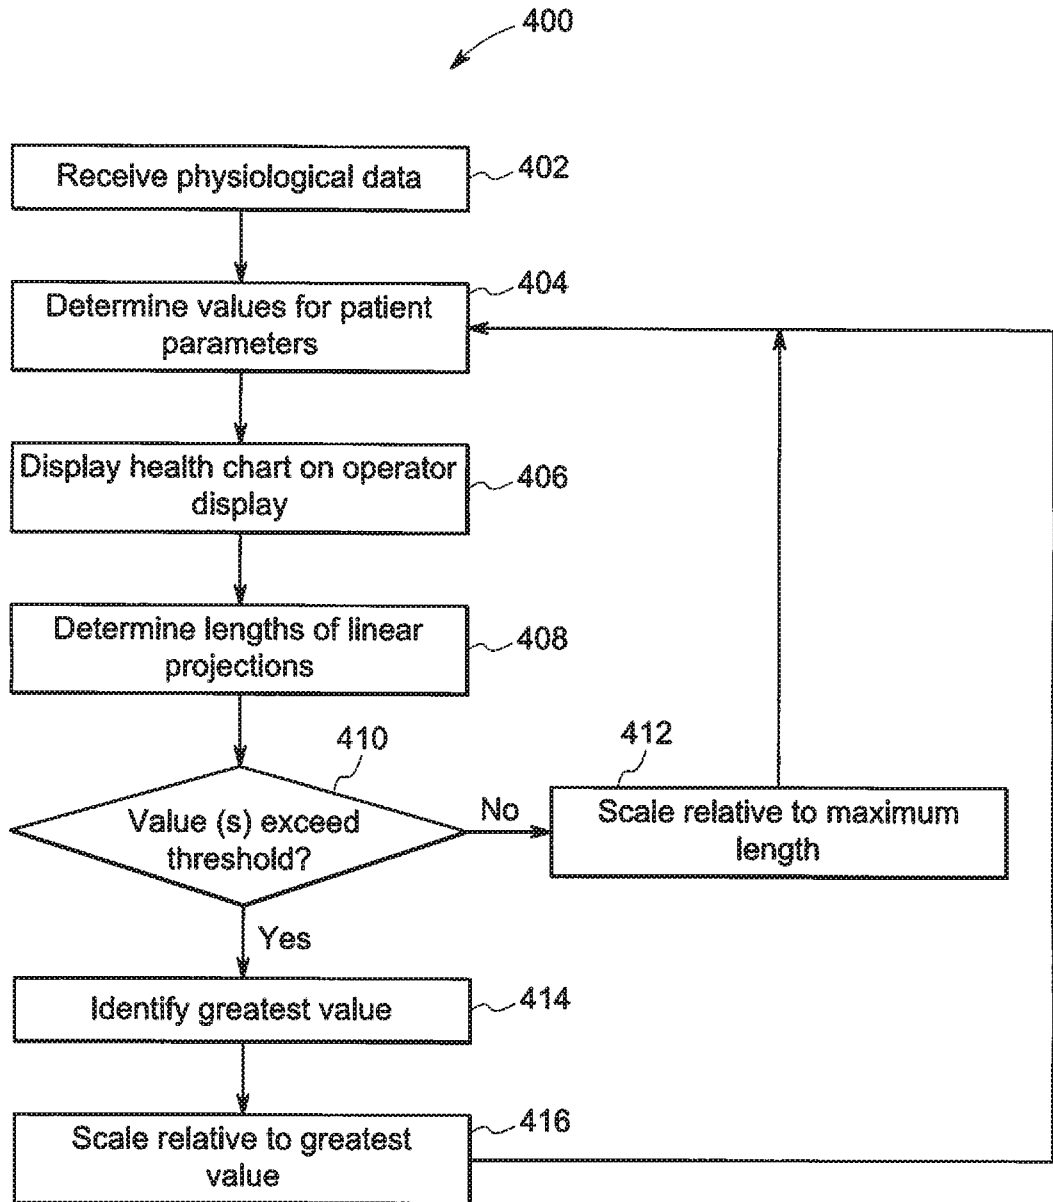 400
Receive physiological data
402
404
Determine values for patient
parameters
Display health chart on operator
display
406
Determine lengths of linear
projections
408
410
412
Value (s) exceed
threshold?
No
Scale relative to maximum
length
Yes
Identify greatest value
414
Scale relative to greatest
value
416